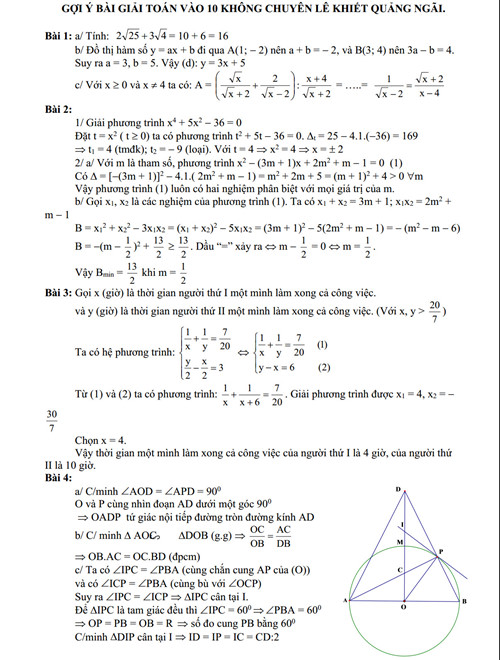 GỢI Ý BÀI GIẢI TOÁN VÀO 10 KHÔNG CHUYÊN LÊ KHIẾT QUẢNG NGÃI.
Bài 1: a/ Tính: 2√25 + 3√4 = 10 + 6 = 16
b/ Đồ thị hàm số y = ax + b đi qua A(1; – 2) nên a + b = – 2, và B(3; 4) nên 3a – b = 4.
Suy ra a = 3, b = 5. Vậy (d): y = 3x + 5
c/ Với x ≥ 0 và x ≠ 4 ta có: A = (√x/(√x + 2) + 2/(√x – 2)) : (x + 4)/(√x + 2) = ..... = 1/(√x – 2) = (√x + 2)/(x – 4)
Bài 2:
1/ Giải phương trình x⁴ + 5x² – 36 = 0
Đặt t = x² ( t ≥ 0) ta có phương trình t² + 5t – 36 = 0. Δₜ = 25 – 4.1.(–36) = 169
⇒ t₁ = 4 (tmđk); t₂ = – 9 (loại). Với t = 4 ⇒ x² = 4 ⇒ x = ± 2
2/ a/ Với m là tham số, phương trình x² – (3m + 1)x + 2m² + m – 1 = 0 (1)
Có Δ = [–(3m + 1)]² – 4.1.( 2m² + m – 1) = m² + 2m + 5 = (m + 1)² + 4 > 0 ∀m
Vậy phương trình (1) luôn có hai nghiệm phân biệt với mọi giá trị của m.
b/ Gọi x₁, x₂ là các nghiệm của phương trình (1). Ta có x₁ + x₂ = 3m + 1; x₁x₂ = 2m² +
m – 1
B = x₁² + x₂² – 3x₁x₂ = (x₁ + x₂)² – 5x₁x₂ = (3m + 1)² – 5(2m² + m – 1) = – (m² – m – 6)
B = –(m – 1/2)² + 13/2 ≥ 13/2. Dầu “=” xảy ra ⇔ m – 1/2 = 0 ⇔ m = 1/2.
Vậy Bmin = 13/2 khi m = 1/2
Bài 3: Gọi x (giờ) là thời gian người thứ I một mình làm xong cả công việc.
và y (giờ) là thời gian người thứ II một mình làm xong cả công việc. (Với x, y > 20/7)
Ta có hệ phương trình: { 1/x + 1/y = 7/20 ; y/2 – x/2 = 3 ⇔ { 1/x + 1/y = 7/20 (1) ; y – x = 6 (2)
Từ (1) và (2) ta có phương trình: 1/x + 1/(x + 6) = 7/20. Giải phương trình được x₁ = 4, x₂ = –
30/7
Chọn x = 4.
Vậy thời gian một mình làm xong cả công việc của người thứ I là 4 giờ, của người thứ
II là 10 giờ.
Bài 4:
a/ C/minh ∠AOD = ∠APD = 90⁰
O và P cùng nhìn đoạn AD dưới một góc 90⁰
⇒ OADP tứ giác nội tiếp đường tròn đường kính AD
b/ C/ minh Δ AOC ∽ ΔDOB (g.g) ⇒ OC/OB = AC/DB
⇒ OB.AC = OC.BD (đpcm)
c/ Ta có ∠IPC = ∠PBA (cùng chắn cung AP của (O))
và có ∠ICP = ∠PBA (cùng bù với ∠OCP)
Suy ra ∠IPC = ∠ICP ⇒ ΔIPC cân tại I.
Để ΔIPC là tam giác đều thì ∠IPC = 60⁰ ⇒ ∠PBA = 60⁰
⇒ OP = PB = OB = R ⇒ số đo cung PB bằng 60⁰
C/minh ΔDIP cân tại I ⇒ ID = IP = IC = CD:2
D
I
M
P
C
A
O
B